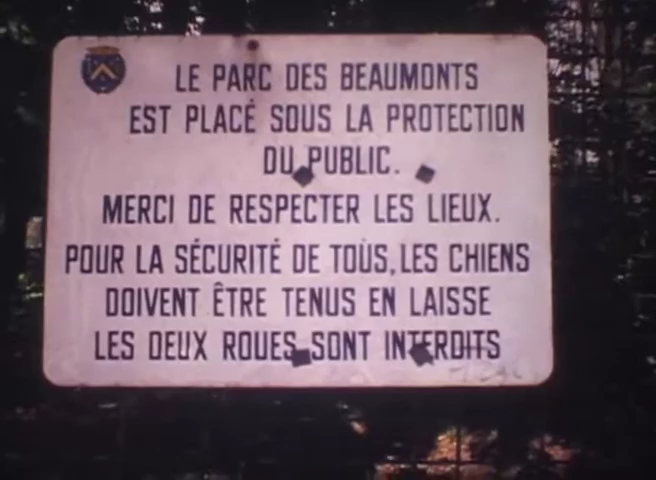 LE PARC DES BEAUMONTS
EST PLACÉ SOUS LA PROTECTION
DU PUBLIC.
MERCI DE RESPECTER LES LIEUX.
POUR LA SÉCURITÉ DE TOUS, LES CHIENS
DOIVENT ÊTRE TENUS EN LAISSE
LES DEUX ROUES SONT INTERDITS